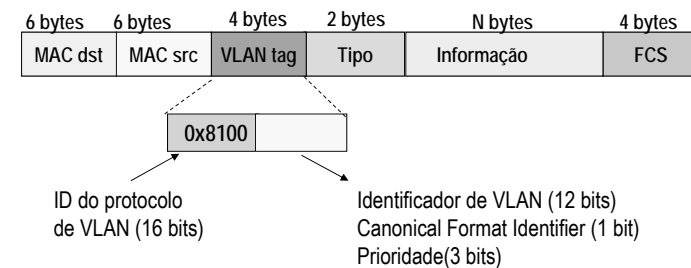 6 bytes 6 bytes 4 bytes 2 bytes N bytes 4 bytes
MAC dst MAC src VLAN tag Tipo Informação FCS
0x8100
ID do protocolo
de VLAN (16 bits)
Identificador de VLAN (12 bits)
Canonical Format Identifier (1 bit)
Prioridade(3 bits)